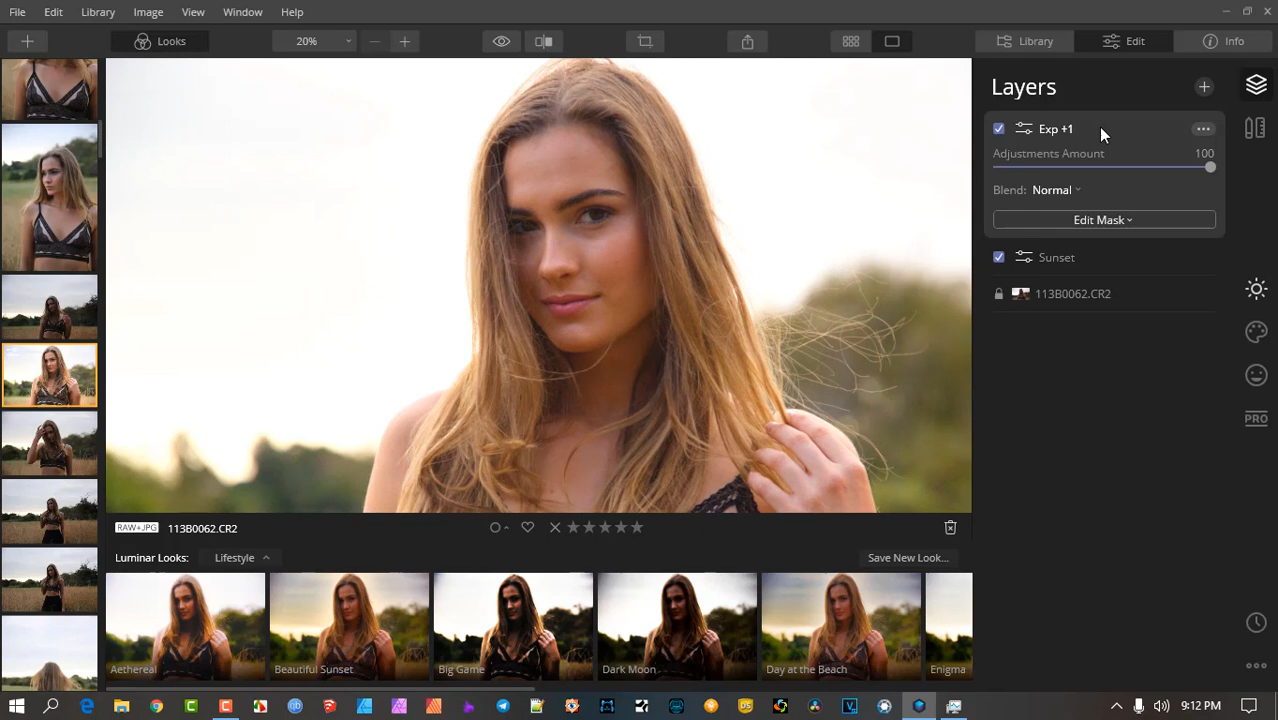 File Edit Library Image View Window Help
Looks 20% Library Edit Info
Layers
Exp +1
Adjustments Amount 100
Blend: Normal
Edit Mask
Sunset
113B0062.CR2
PRO
RAW+JPG 113B0062.CR2
Luminar Looks: Lifestyle Save New Look...
Aethereal Beautiful Sunset Big Game Dark Moon Day at the Beach Enigma
9:12 PM